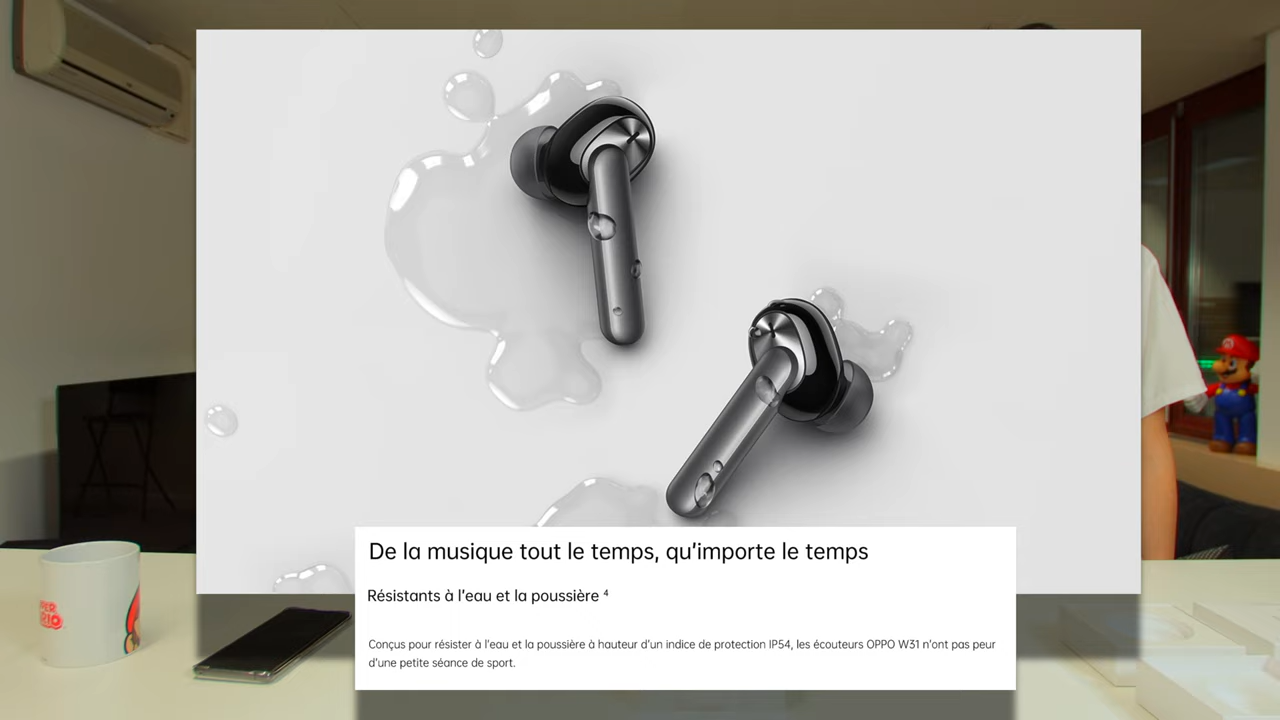 De la musique tout le temps, qu'importe le temps
Résistants à l'eau et la poussière ⁴
Conçus pour résister à l'eau et la poussière à hauteur d'un indice de protection IP54, les écouteurs OPPO W31 n'ont pas peur
d'une petite séance de sport.